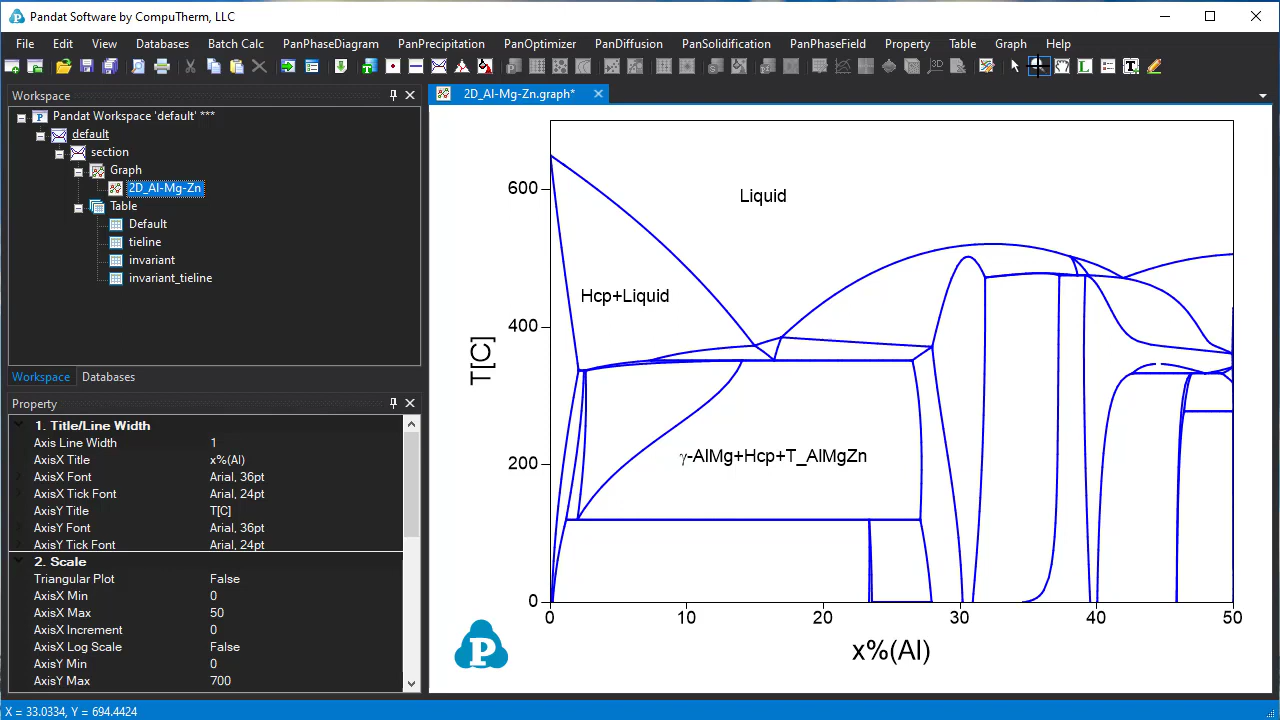 Pandat Software by CompuTherm, LLC
File Edit View Databases Batch Calc PanPhaseDiagram PanPrecipitation PanOptimizer PanDiffusion PanSolidification PanPhaseField Property Table Graph Help
Workspace
Pandat Workspace 'default' ***
default
section
Graph
2D_Al-Mg-Zn
Table
Default
tieline
invariant
invariant_tieline
Workspace Databases
Property
1. Title/Line Width
Axis Line Width 1
AxisX Title x%(Al)
AxisX Font Arial, 36pt
AxisX Tick Font Arial, 24pt
AxisY Title T[C]
AxisY Font Arial, 36pt
AxisY Tick Font Arial, 24pt
2. Scale
Triangular Plot False
AxisX Min 0
AxisX Max 50
AxisX Increment 0
AxisX Log Scale False
AxisY Min 0
AxisY Max 700
2D_Al-Mg-Zn.graph*
600
Liquid
Hcp+Liquid
400
T[C]
γ-AlMg+Hcp+T_AlMgZn
200
0
0 10 20 30 40 50
x%(Al)
P
X = 33.0334, Y = 694.4424